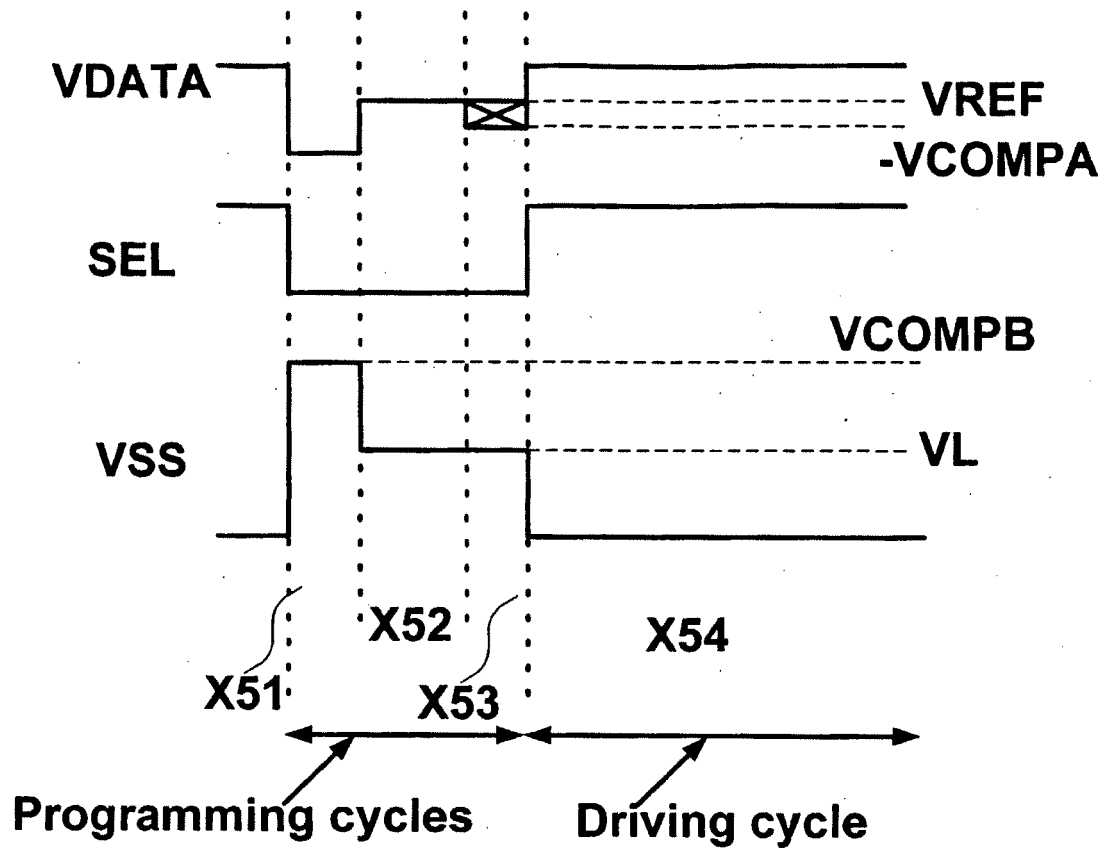 VDATA
VREF
-VCOMPA
SEL
VCOMPB
VSS
VL
X51
X52
X53
X54
Programming cycles
Driving cycle